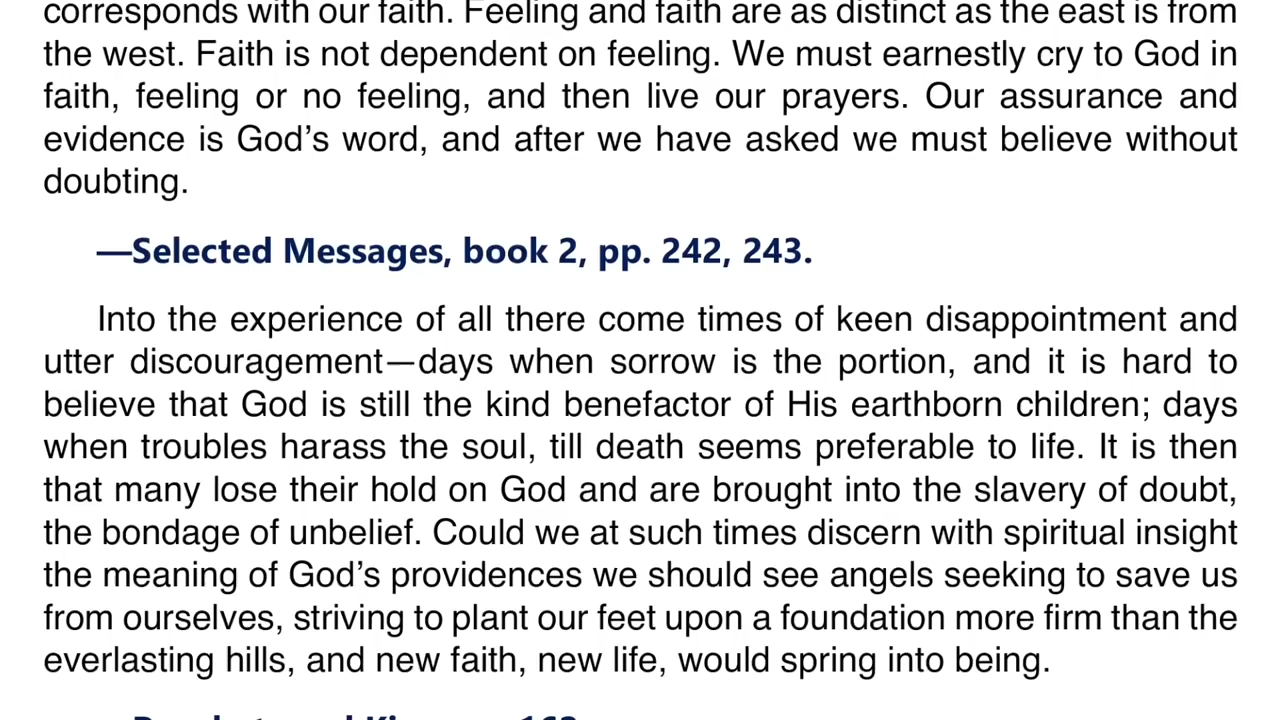 corresponds with our faith. Feeling and faith are as distinct as the east is from
the west. Faith is not dependent on feeling. We must earnestly cry to God in
faith, feeling or no feeling, and then live our prayers. Our assurance and
evidence is God’s word, and after we have asked we must believe without
doubting.
—Selected Messages, book 2, pp. 242, 243.
Into the experience of all there come times of keen disappointment and
utter discouragement—days when sorrow is the portion, and it is hard to
believe that God is still the kind benefactor of His earthborn children; days
when troubles harass the soul, till death seems preferable to life. It is then
that many lose their hold on God and are brought into the slavery of doubt,
the bondage of unbelief. Could we at such times discern with spiritual insight
the meaning of God’s providences we should see angels seeking to save us
from ourselves, striving to plant our feet upon a foundation more firm than the
everlasting hills, and new faith, new life, would spring into being.